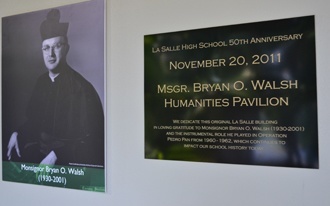 Monsignor Bryan O. Walsh
(1930-2001)
La Salle High School 50th Anniversary
November 20, 2011
Msgr. Bryan O. Walsh
Humanities Pavilion
We dedicate this original La Salle building
in loving gratitude to Monsignor Bryan O. Walsh (1930-2001)
and the instrumental role he played in Operation
Pedro Pan from 1960-1962, which continues to
impact our school history today.